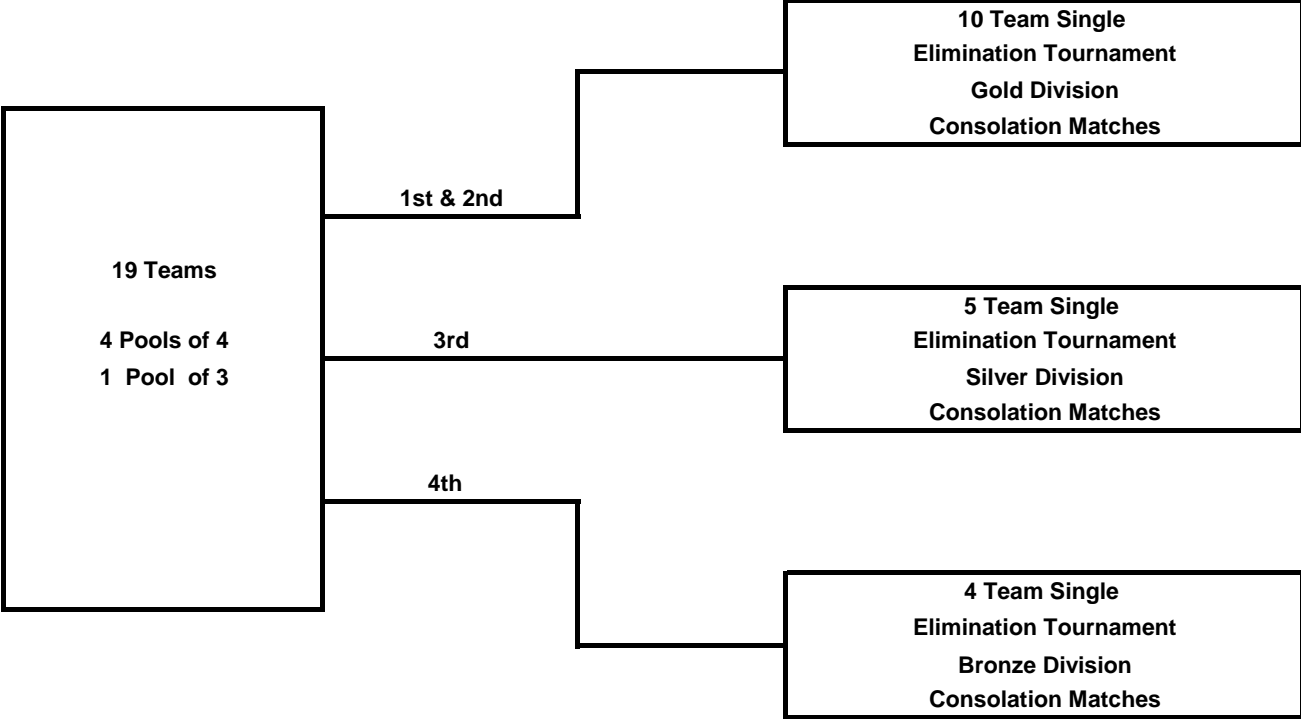 19 Teams
4 Pools of 4
1 Pool of 3
1st & 2nd
3rd
4th
10 Team Single
Elimination Tournament
Gold Division
Consolation Matches
5 Team Single
Elimination Tournament
Silver Division
Consolation Matches
4 Team Single
Elimination Tournament
Bronze Division
Consolation Matches